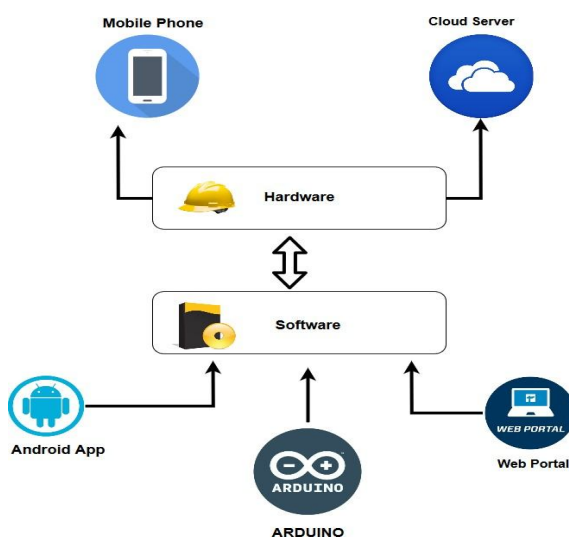 Mobile Phone
Cloud Server
Hardware
Software
Android App
WEB PORTAL
Web Portal
ARDUINO
ARDUINO